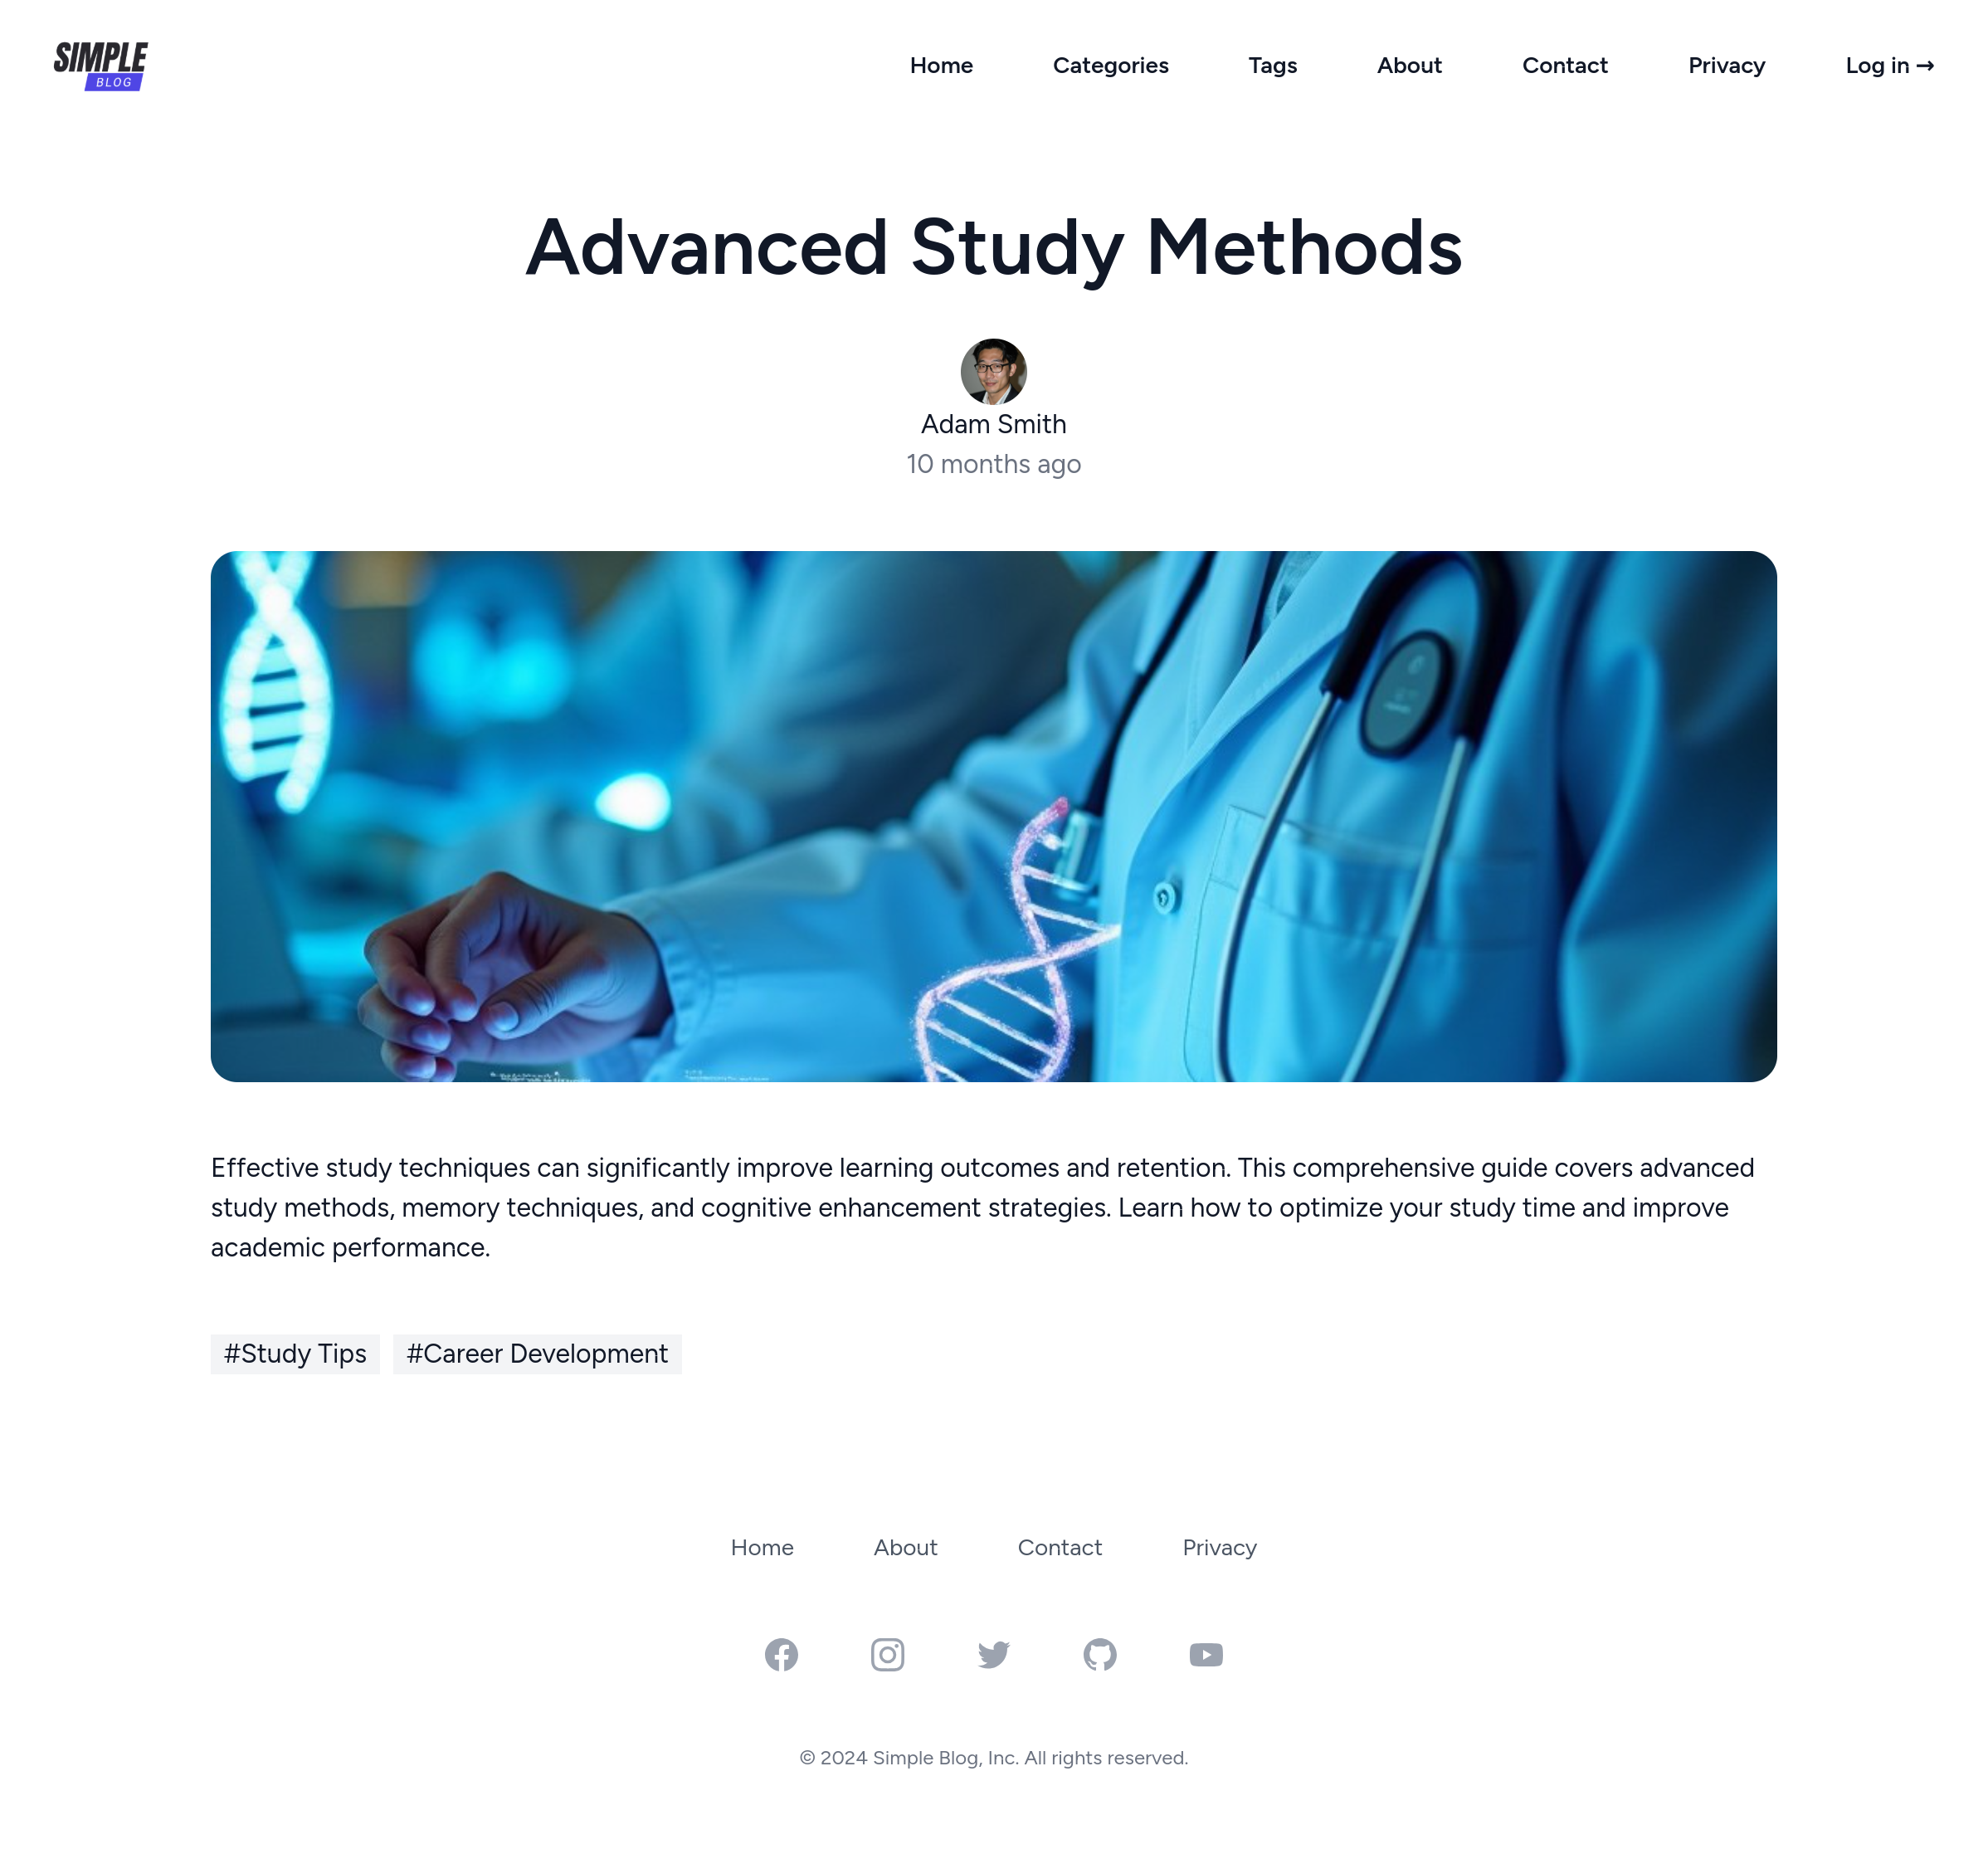 SIMPLE
BLOG
Home Categories Tags About Contact Privacy Log in →
Advanced Study Methods
Adam Smith
10 months ago
Effective study techniques can significantly improve learning outcomes and retention. This comprehensive guide covers advanced
study methods, memory techniques, and cognitive enhancement strategies. Learn how to optimize your study time and improve
academic performance.
#Study Tips #Career Development
Home About Contact Privacy
© 2024 Simple Blog, Inc. All rights reserved.